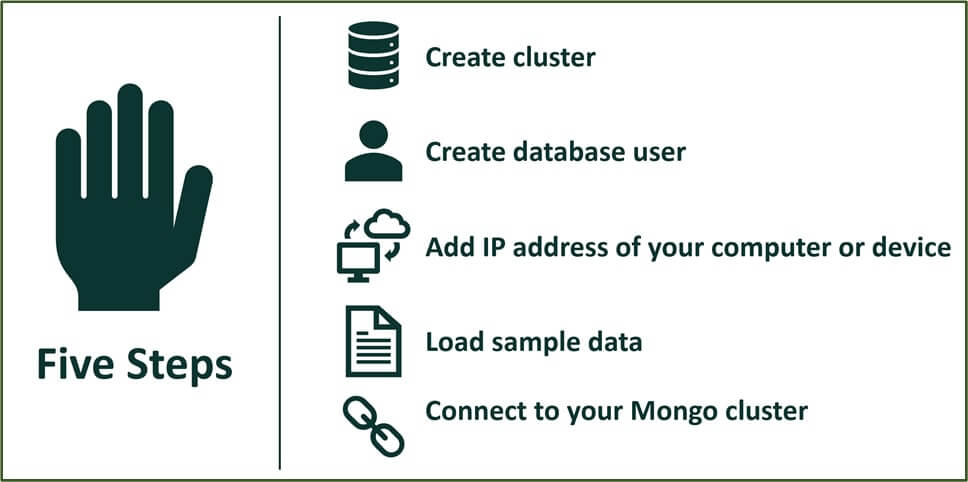 Five Steps
Create cluster
Create database user
Add IP address of your computer or device
Load sample data
Connect to your Mongo cluster